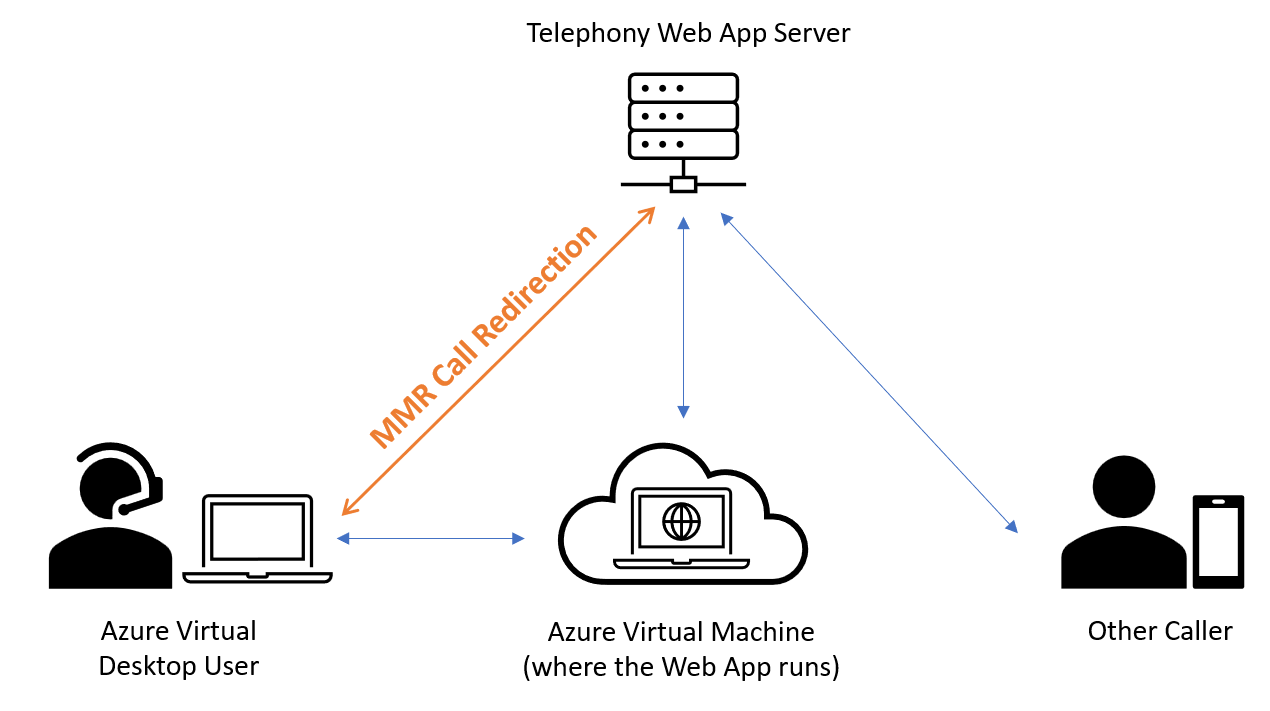 Telephony Web App Server
MMR Call Redirection
Azure Virtual
Desktop User
Azure Virtual Machine
(where the Web App runs)
Other Caller